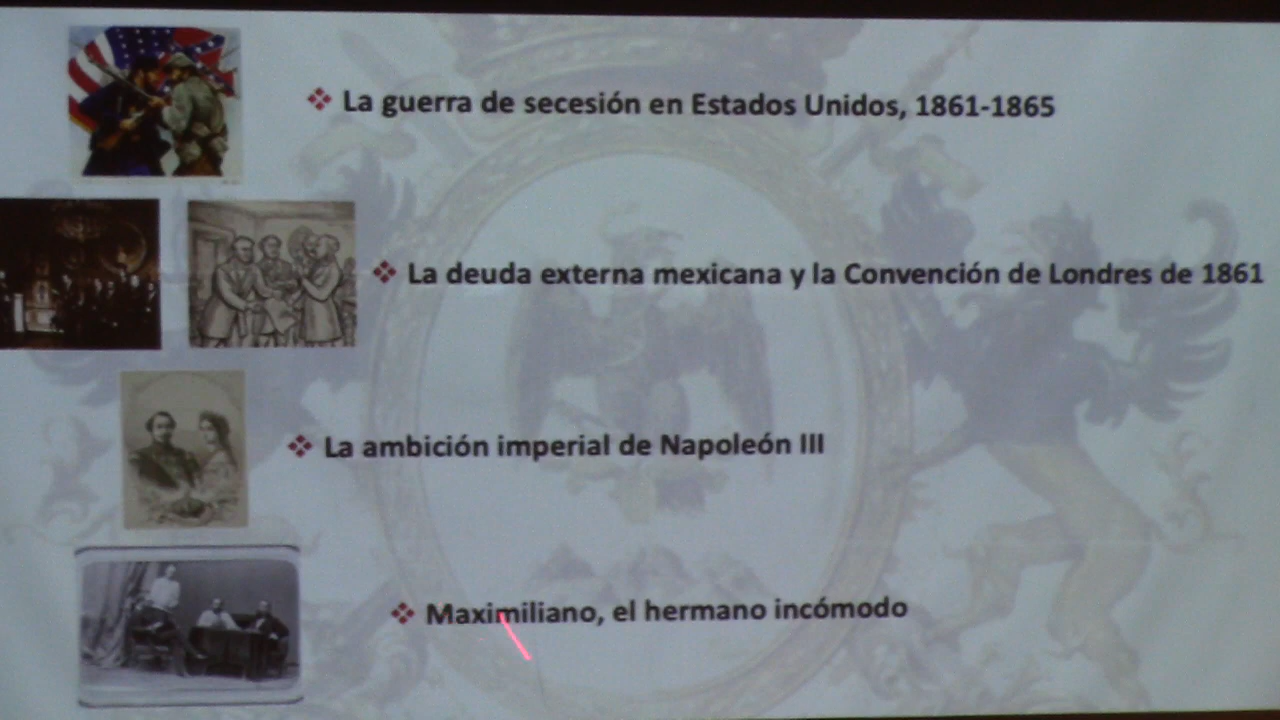 La guerra de secesión en Estados Unidos, 1861-1865
La deuda externa mexicana y la Convención de Londres de 1861
La ambición imperial de Napoleón III
Maximiliano, el hermano incómodo